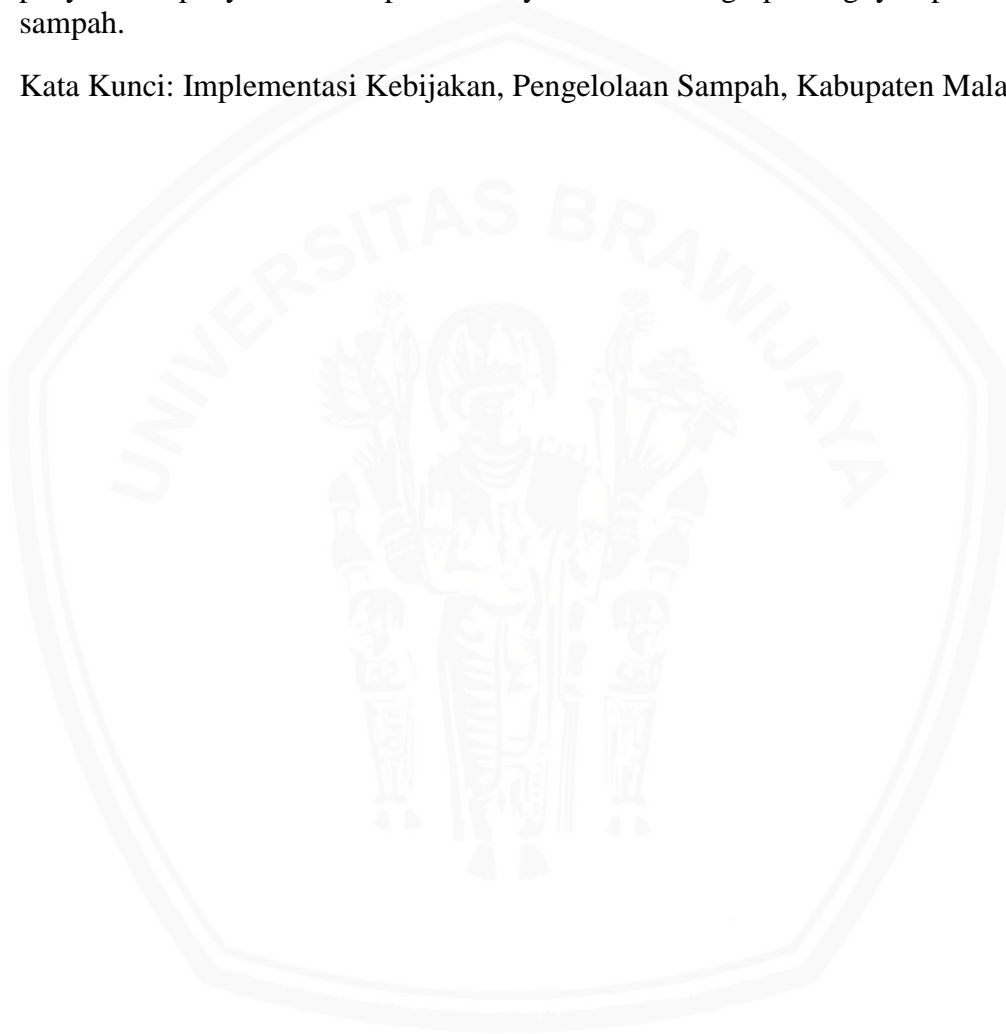 sampah.
Kata Kunci: Implementasi Kebijakan, Pengelolaan Sampah, Kabupaten Mala
UNIVERSITAS BRAWIJAYA